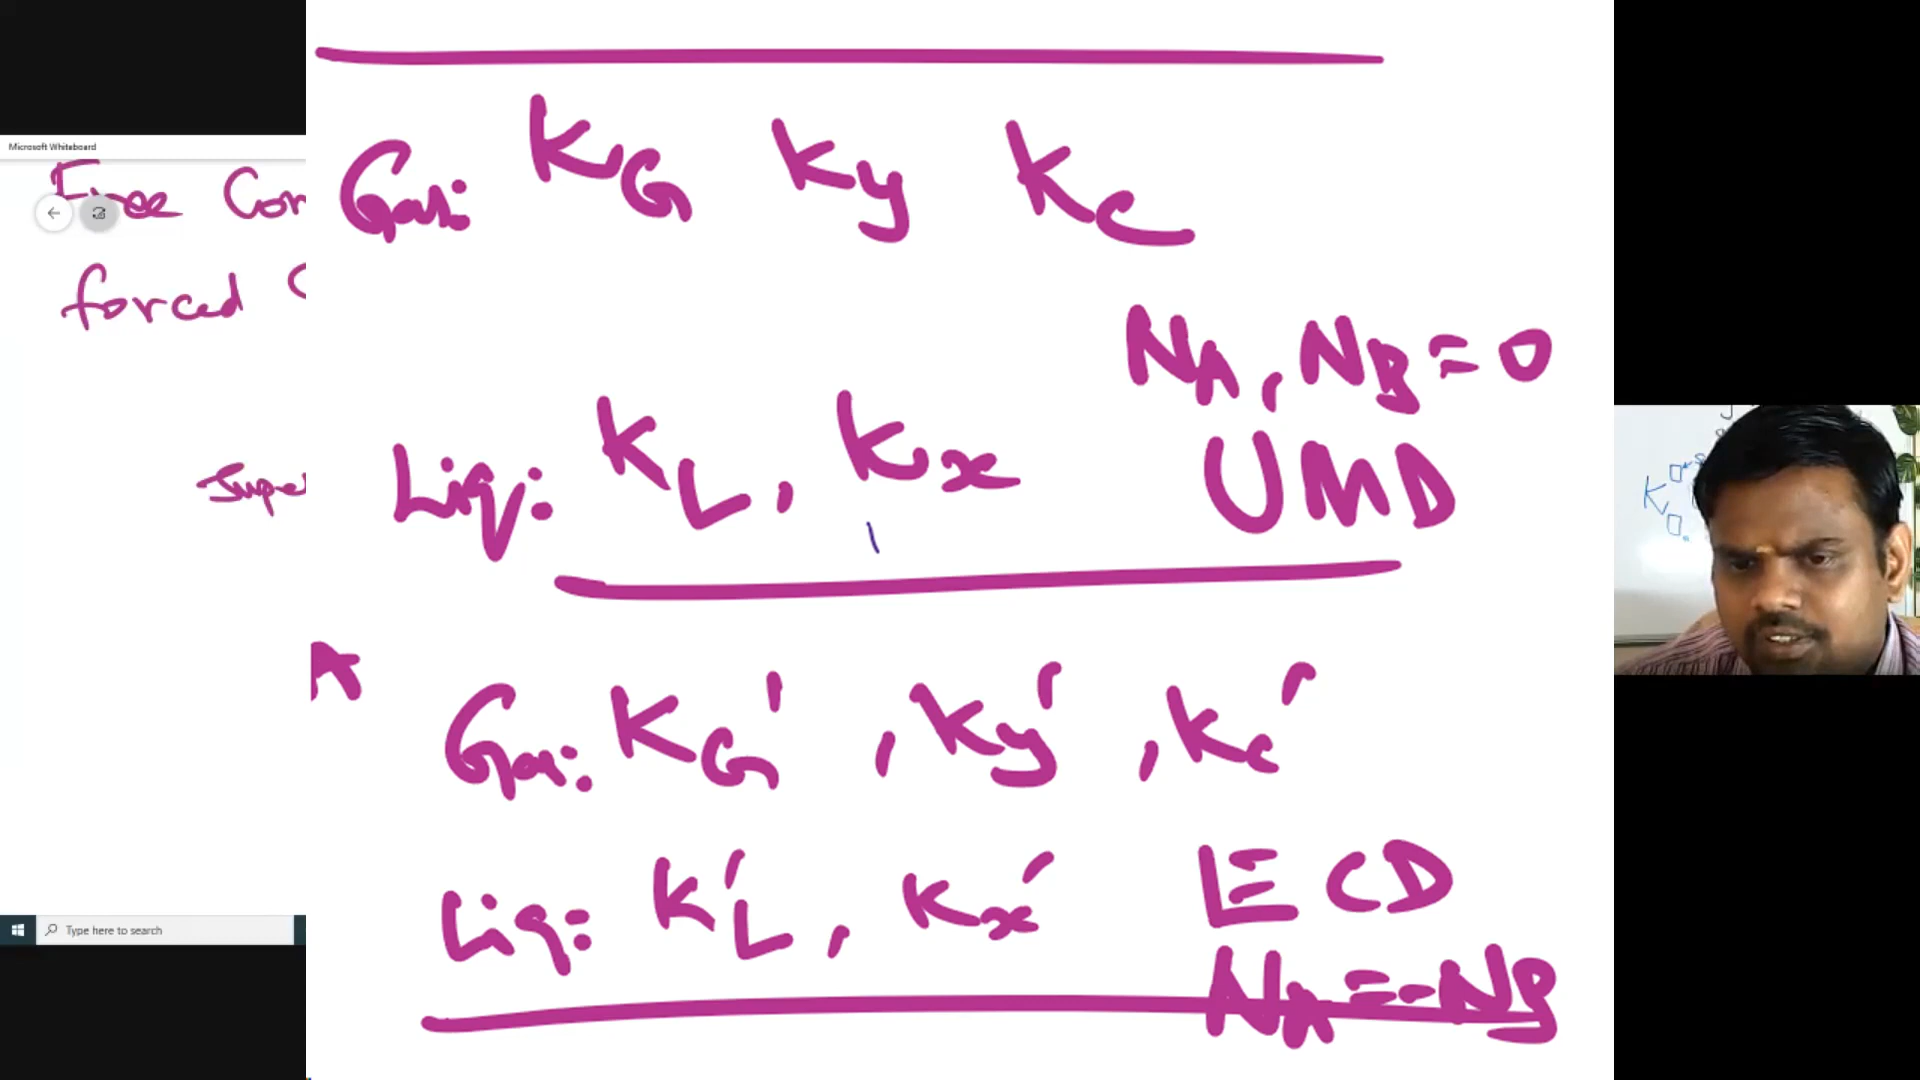 Microsoft Whiteboard
Free Con
forced
Super
Gas: kG ky kc
NA, NB = 0
Liq: kL, kx
UMD
A
Gas: kG', ky', kc'
Liq: k'L, kx'
ECD
NA = -NB
Type here to search